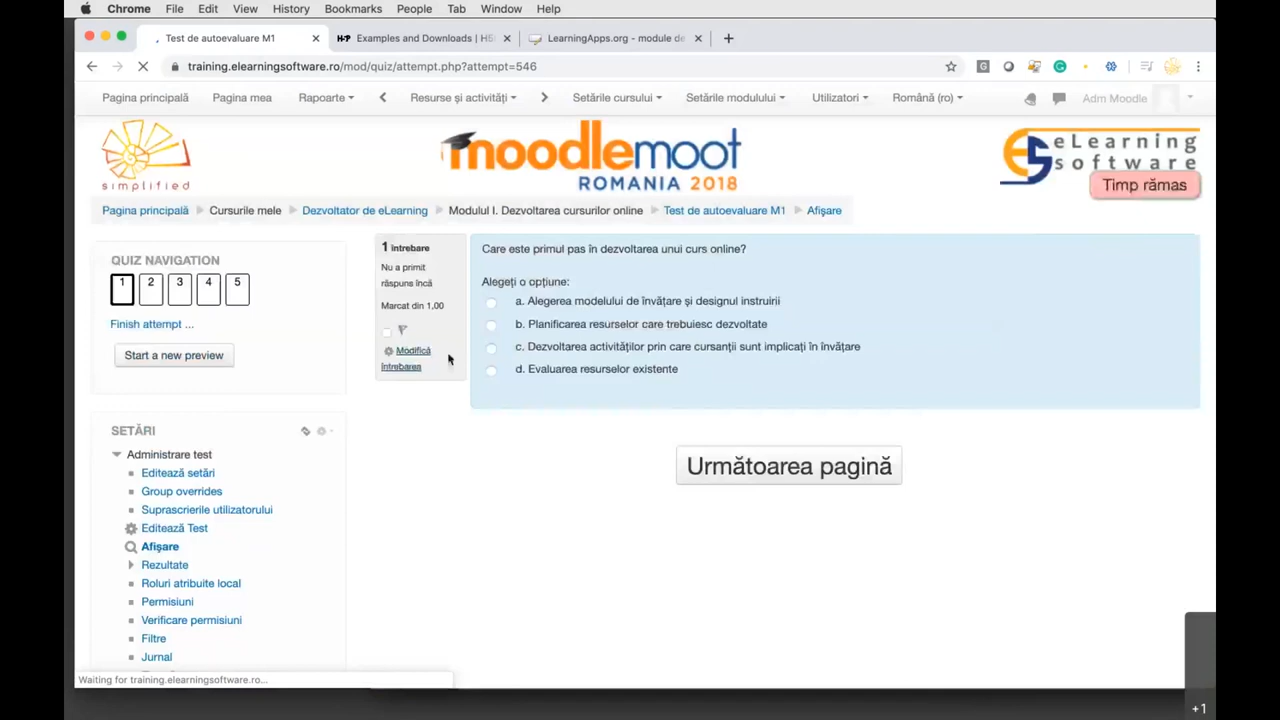 Chrome File Edit View History Bookmarks People Tab Window Help
Test de autoevaluare M1 × H5P Examples and Downloads | H5 × LearningApps.org - module de × +
training.elearningsoftware.ro/mod/quiz/attempt.php?attempt=546
Pagina principală Pagina mea Rapoarte Resurse și activități Setările cursului Setările modulului Utilizatori Română (ro) Adm Moodle
simplified
moodlemoot
ROMANIA 2018
eLearning
software
Timp rămas
Pagina principală Cursurile mele Dezvoltator de eLearning Modulul I. Dezvoltarea cursurilor online Test de autoevaluare M1 Afişare
QUIZ NAVIGATION
1 2 3 4 5
Finish attempt ...
Start a new preview
1 întrebare
Nu a primit
răspuns încă
Marcat din 1,00
Modifică
întrebarea
Care este primul pas în dezvoltarea unui curs online?
Alegeți o opțiune:
a. Alegerea modelului de învățare și designul instruirii
b. Planificarea resurselor care trebuiesc dezvoltate
c. Dezvoltarea activităților prin care cursanții sunt implicați în învățare
d. Evaluarea resurselor existente
Următoarea pagină
SETĂRI
Administrare test
Editează setări
Group overrides
Suprascrierile utilizatorului
Editează Test
Afişare
Rezultate
Roluri atribuite local
Permisiuni
Verificare permisiuni
Filtre
Jurnal
Waiting for training.elearningsoftware.ro...
+1